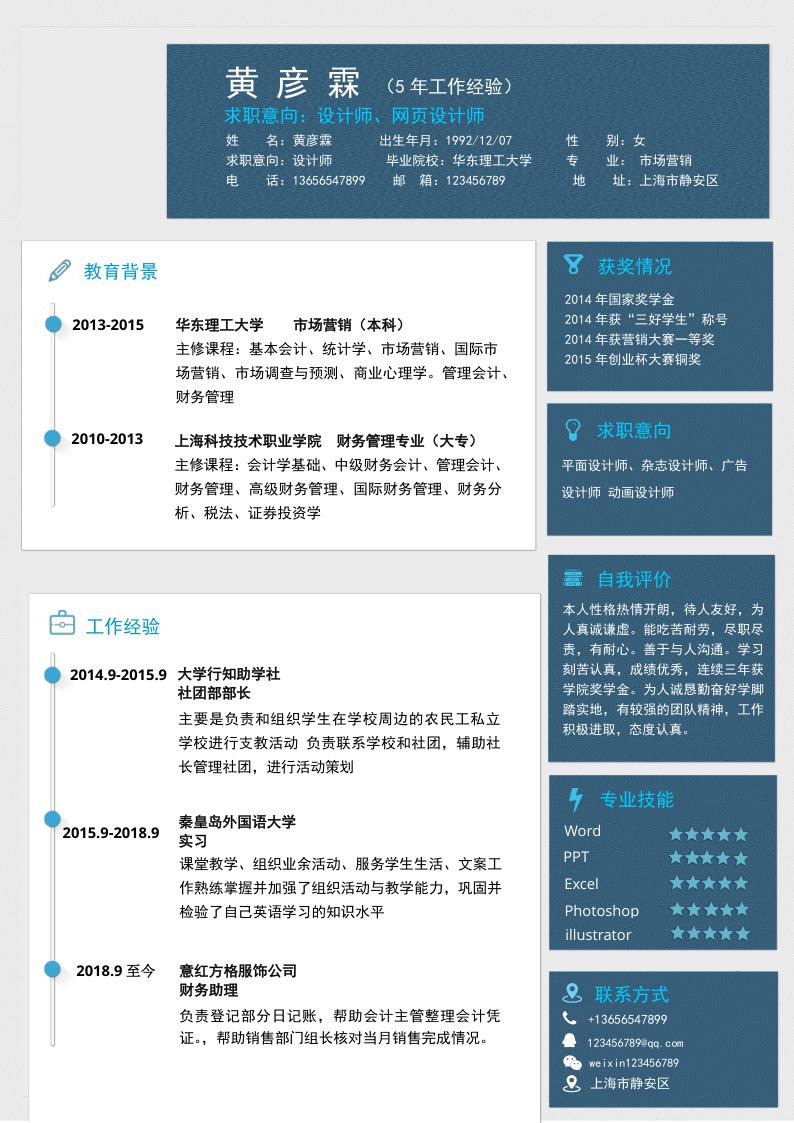 黄 彦 霖 （5 年工作经验）
求职意向：设计师、网页设计师
姓 名：黄彦霖 出生年月：1992/12/07 性 别：女
求职意向：设计师 毕业院校：华东理工大学 专 业： 市场营销
电 话：13656547899 邮 箱：123456789 地 址：上海市静安区
教育背景
2013-2015 华东理工大学 市场营销（本科）
主修课程：基本会计、统计学、市场营销、国际市
场营销、市场调查与预测、商业心理学。管理会计、
财务管理
2010-2013 上海科技技术职业学院 财务管理专业（大专）
主修课程：会计学基础、中级财务会计、管理会计、
财务管理、高级财务管理、国际财务管理、财务分
析、税法、证券投资学
工作经验
2014.9-2015.9 大学行知助学社
社团部部长
主要是负责和组织学生在学校周边的农民工私立
学校进行支教活动 负责联系学校和社团，辅助社
长管理社团，进行活动策划
2015.9-2018.9 秦皇岛外国语大学
实习
课堂教学、组织业余活动、服务学生生活、文案工
作熟练掌握并加强了组织活动与教学能力，巩固并
检验了自己英语学习的知识水平
2018.9 至今 意红方格服饰公司
财务助理
负责登记部分日记账，帮助会计主管整理会计凭
证。，帮助销售部门组长核对当月销售完成情况。
获奖情况
2014 年国家奖学金
2014 年获“三好学生”称号
2014 年获营销大赛一等奖
2015 年创业杯大赛铜奖
求职意向
平面设计师、杂志设计师、广告
设计师 动画设计师
自我评价
本人性格热情开朗，待人友好，为
人真诚谦虚。能吃苦耐劳，尽职尽
责，有耐心。善于与人沟通。学习
刻苦认真，成绩优秀，连续三年获
学院奖学金。为人诚恳勤奋好学脚
踏实地，有较强的团队精神，工作
积极进取，态度认真。
专业技能
Word
PPT
Excel
Photoshop
illustrator
联系方式
+13656547899
123456789@qq.com
weixin123456789
上海市静安区